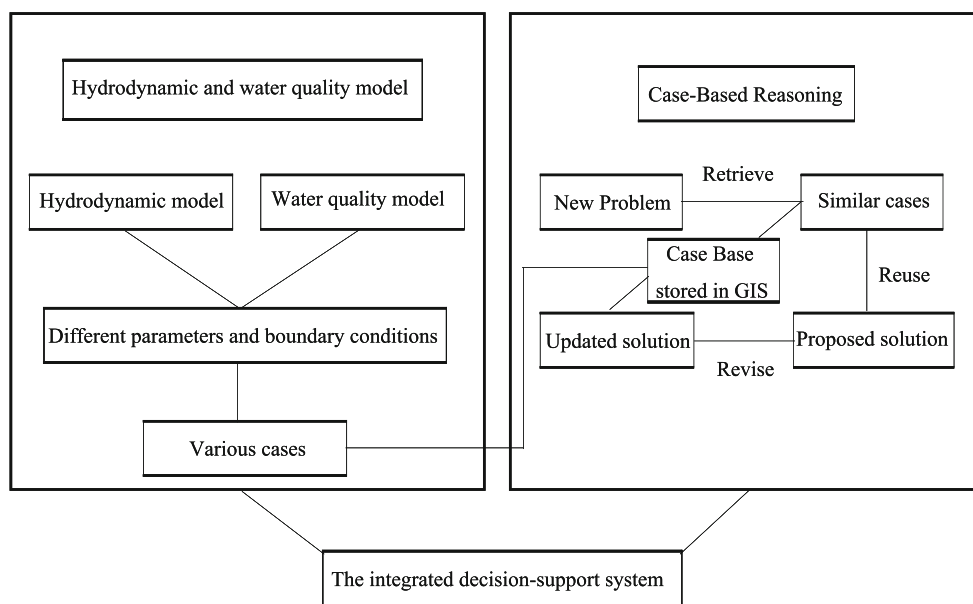 Hydrodynamic and water quality model
Hydrodynamic model
Water quality model
Different parameters and boundary conditions
Various cases
Case-Based Reasoning
New Problem
Retrieve
Similar cases
Case Base
stored in GIS
Reuse
Updated solution
Revise
Proposed solution
The integrated decision-support system